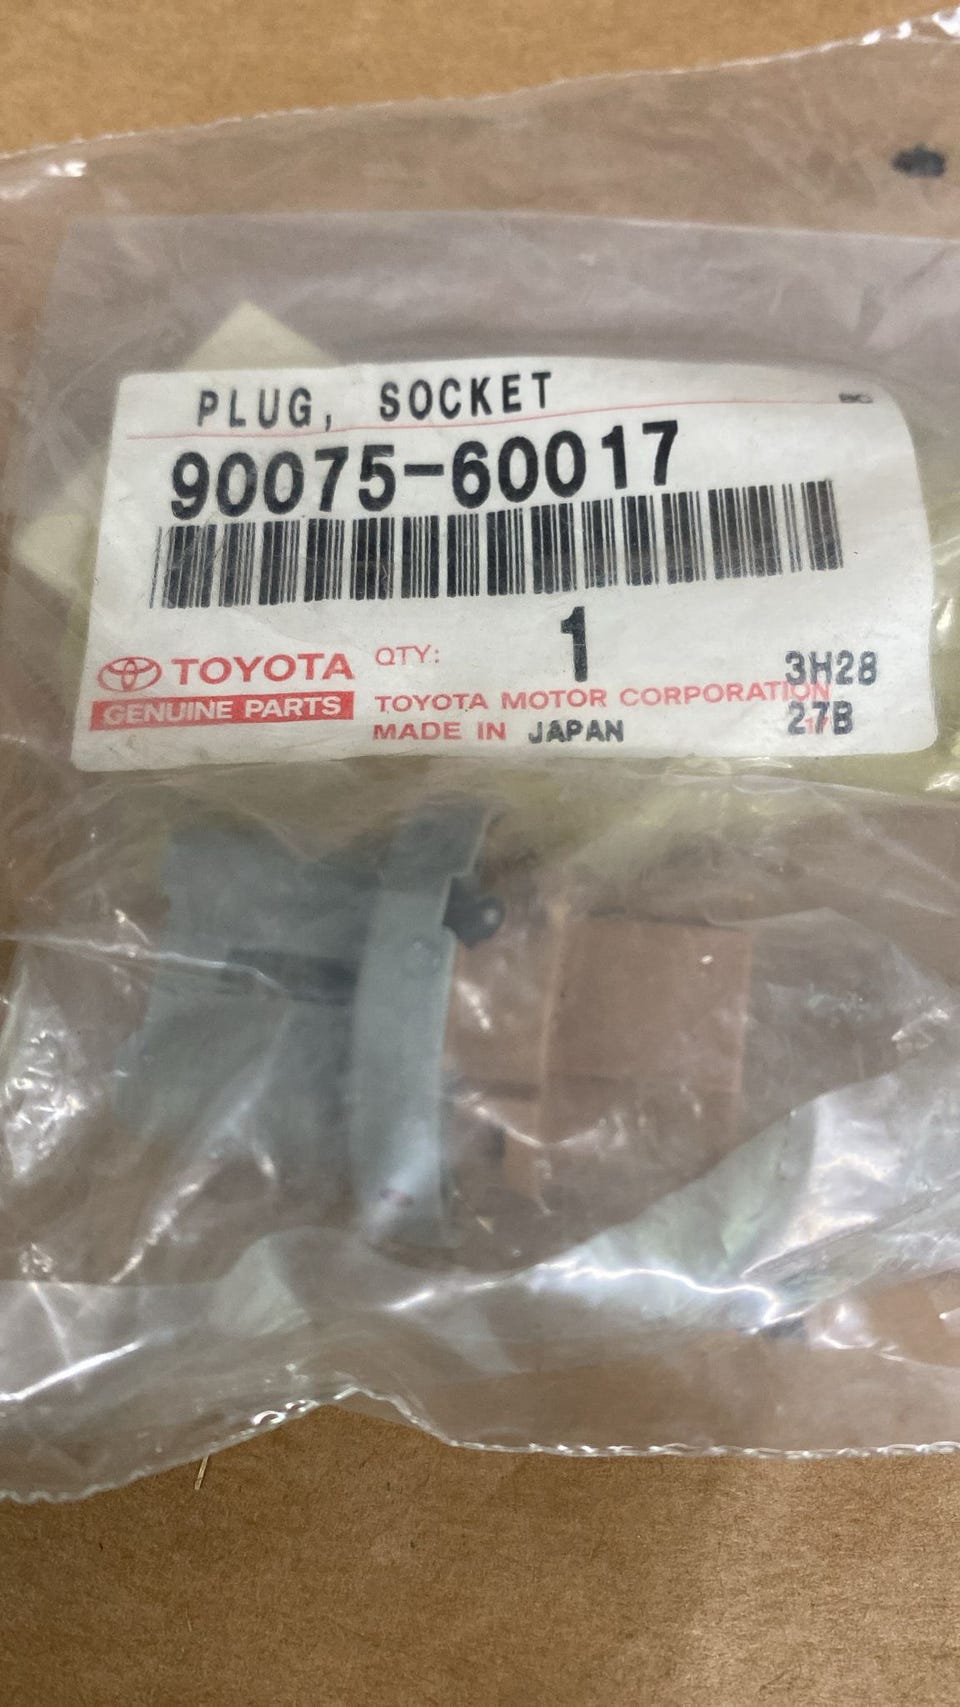 PLUG, SOCKET
90075-60017
QTY: 1
TOYOTA
GENUINE PARTS
TOYOTA MOTOR CORPORATION
MADE IN JAPAN
3H28
27B